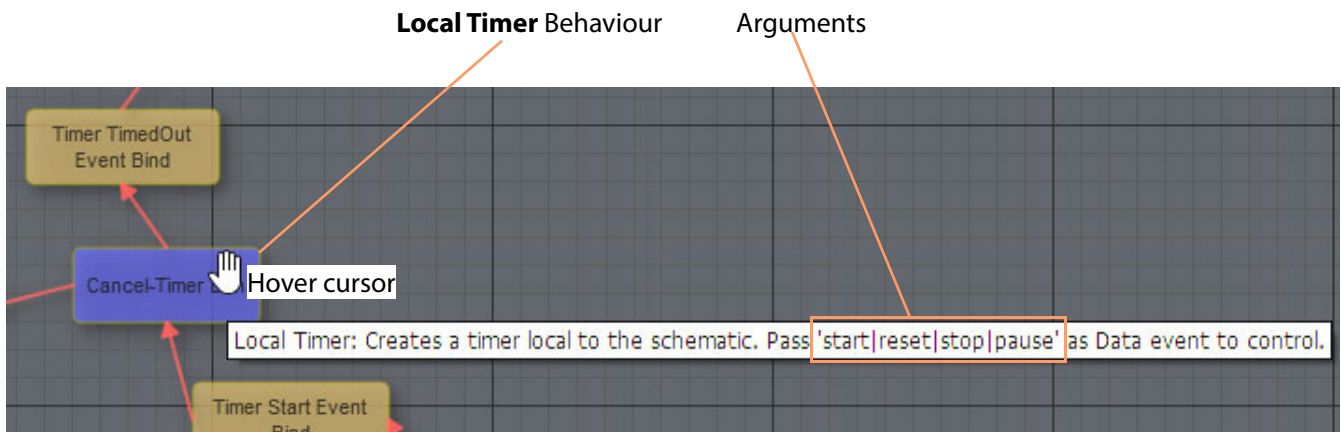 Local Timer Behaviour
Arguments
Timer TimedOut
Event Bind
Cancel-Timer
Hover cursor
Local Timer: Creates a timer local to the schematic. Pass 'start|reset|stop|pause' as Data event to control.
Timer Start Event
Bind